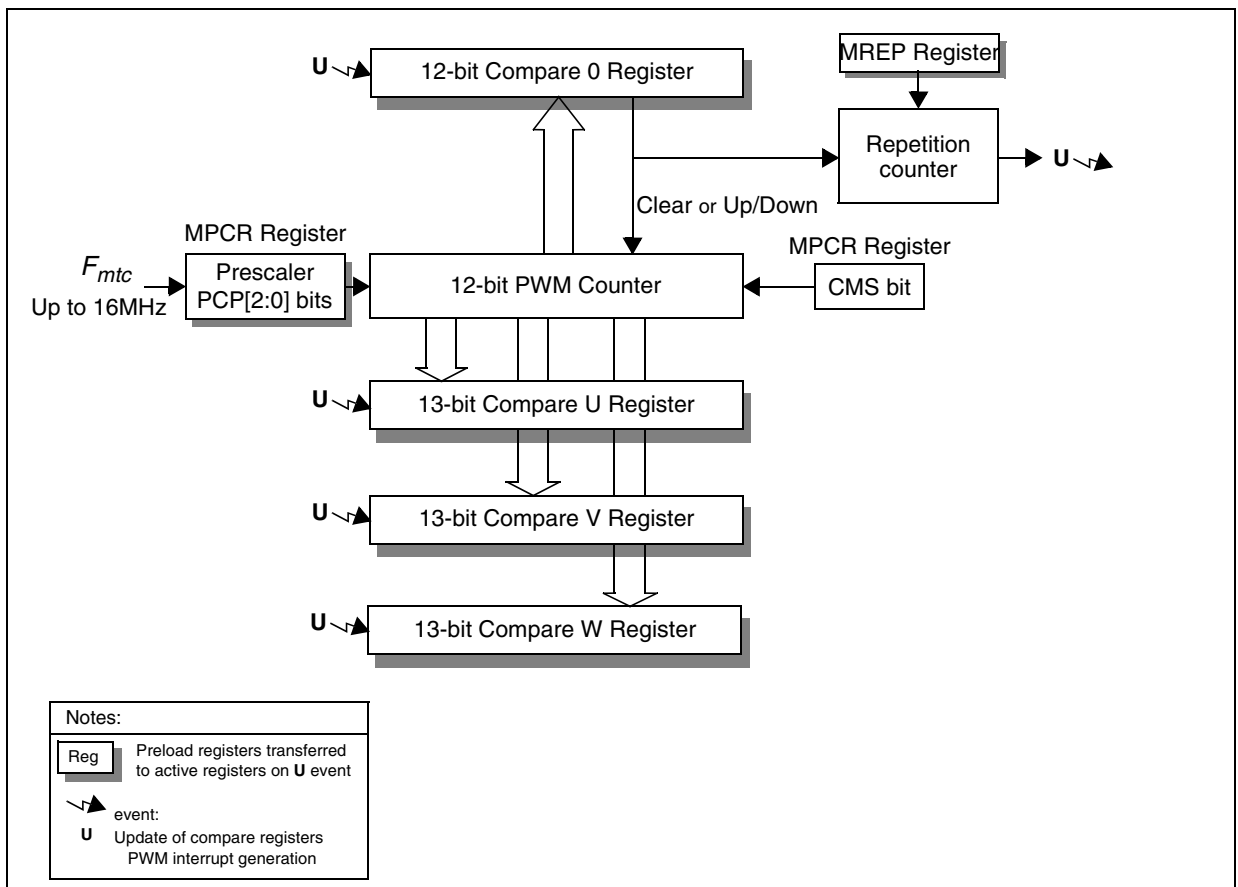 U
12-bit Compare 0 Register
MREP Register
Repetition
counter
U
Clear or Up/Down
MPCR Register
MPCR Register
Fmtc
Up to 16MHz
Prescaler
PCP[2:0] bits
12-bit PWM Counter
CMS bit
U
13-bit Compare U Register
U
13-bit Compare V Register
U
13-bit Compare W Register
Notes:
Reg
Preload registers transferred
to active registers on U event
event:
U Update of compare registers
PWM interrupt generation